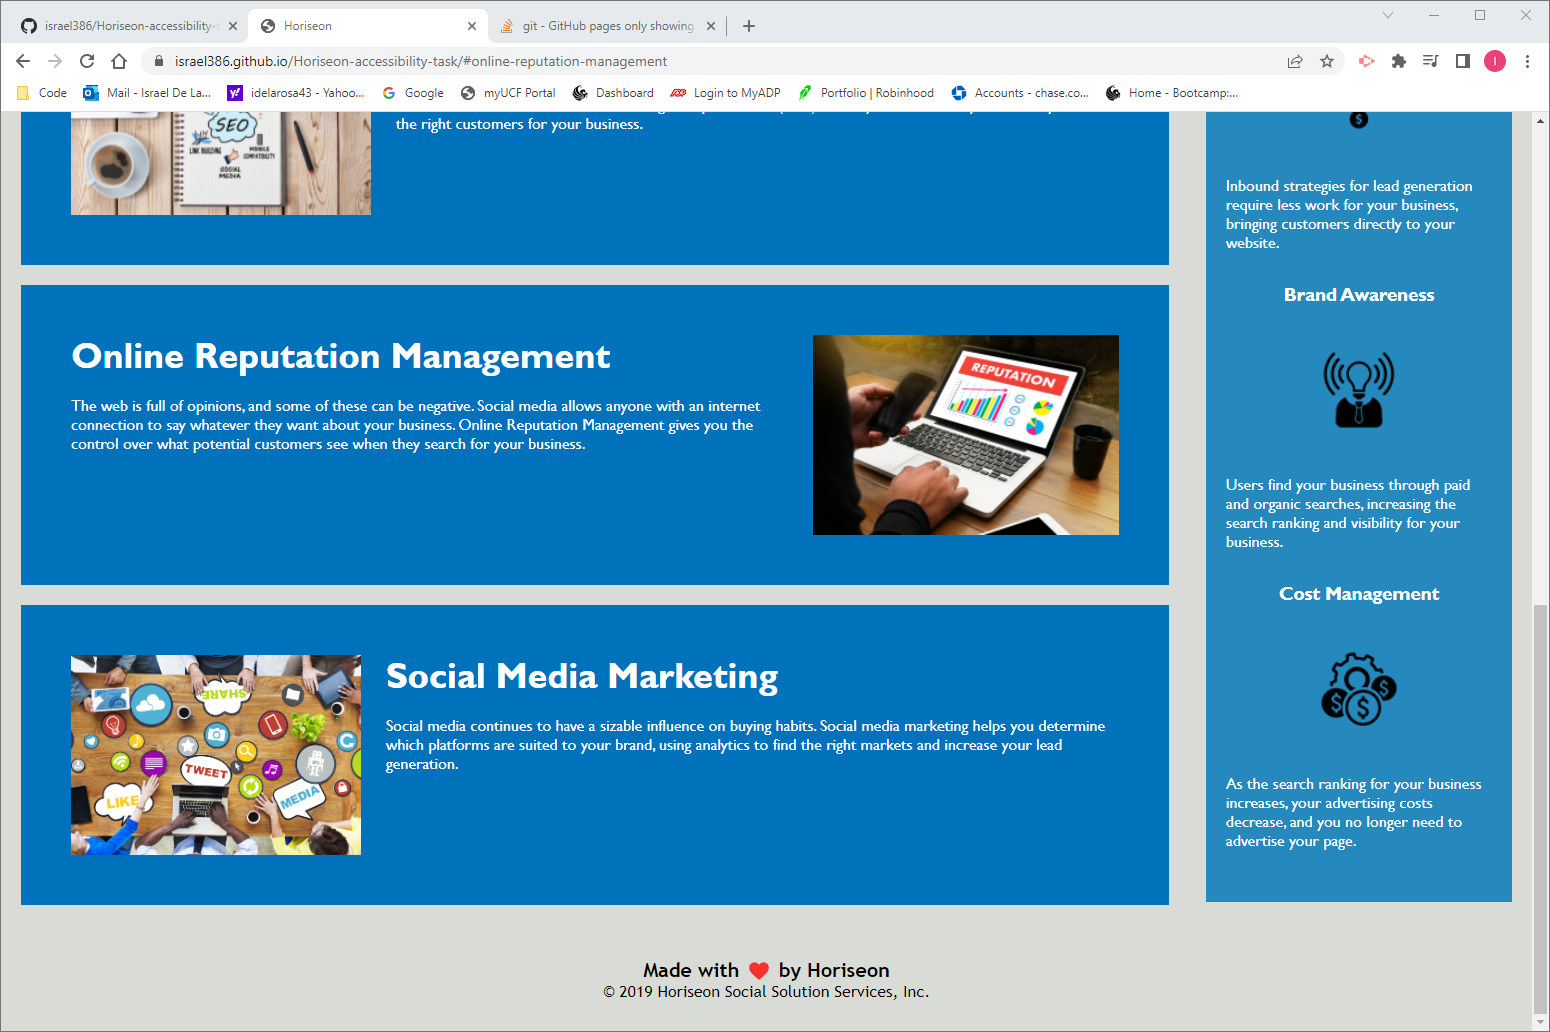 israel386/Horiseon-accessibility-t
Horiseon
git - GitHub pages only showing
israel386.github.io/Horiseon-accessibility-task/#online-reputation-management
I
Code
Mail - Israel De La...
idelarosa43 - Yahoo...
Google
myUCF Portal
Dashboard
Login to MyADP
Portfolio | Robinhood
Accounts - chase.co...
Home - Bootcamp:...
SEO
LINK BUILDING
MOBILE COMPATIBILITY
SOCIAL MEDIA
the right customers for your business.
Online Reputation Management
The web is full of opinions, and some of these can be negative. Social media allows anyone with an internet
connection to say whatever they want about your business. Online Reputation Management gives you the
control over what potential customers see when they search for your business.
REPUTATION
SHARE
TWEET
LIKE
MEDIA
Social Media Marketing
Social media continues to have a sizable influence on buying habits. Social media marketing helps you determine
which platforms are suited to your brand, using analytics to find the right markets and increase your lead
generation.
Inbound strategies for lead generation
require less work for your business,
bringing customers directly to your
website.
Brand Awareness
Users find your business through paid
and organic searches, increasing the
search ranking and visibility for your
business.
Cost Management
As the search ranking for your business
increases, your advertising costs
decrease, and you no longer need to
advertise your page.
Made with ❤️ by Horiseon
© 2019 Horiseon Social Solution Services, Inc.